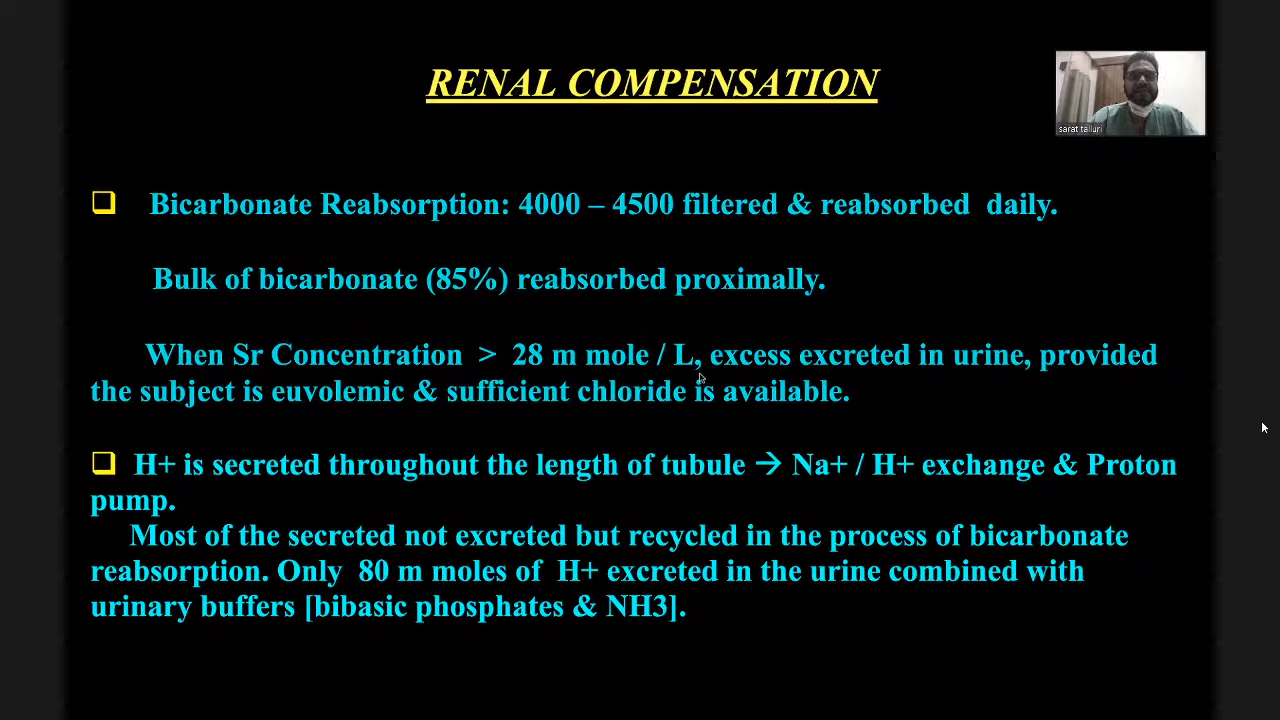 RENAL COMPENSATION
sarat talluri
❑ Bicarbonate Reabsorption: 4000 – 4500 filtered & reabsorbed daily.
Bulk of bicarbonate (85%) reabsorbed proximally.
When Sr Concentration > 28 m mole / L, excess excreted in urine, provided
the subject is euvolemic & sufficient chloride is available.
❑ H+ is secreted throughout the length of tubule → Na+ / H+ exchange & Proton
pump.
Most of the secreted not excreted but recycled in the process of bicarbonate
reabsorption. Only 80 m moles of H+ excreted in the urine combined with
urinary buffers [bibasic phosphates & NH3].